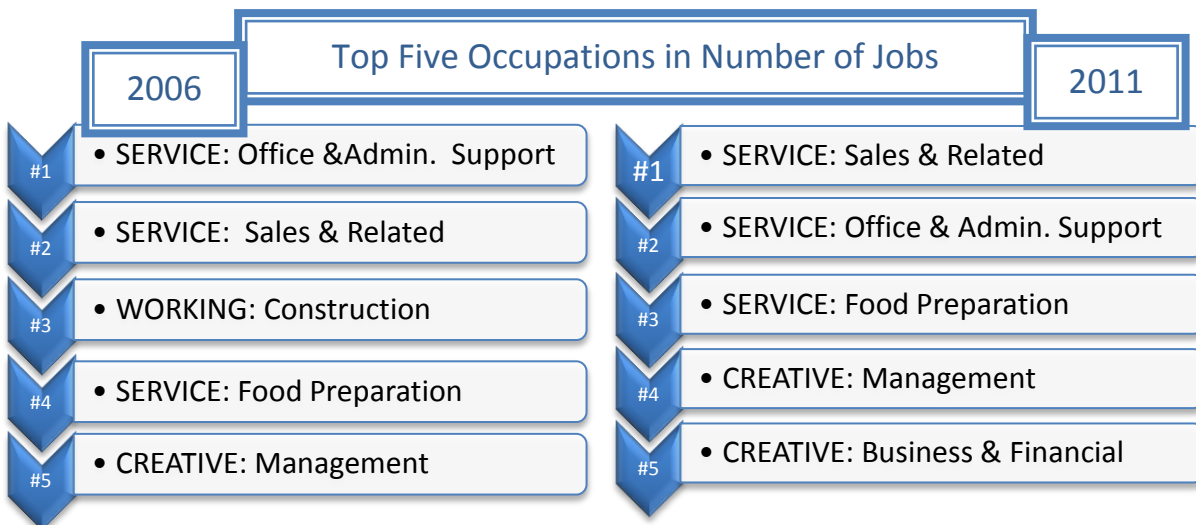 Top Five Occupations in Number of Jobs
2006
#1
• SERVICE: Office &Admin.  Support
#2
• SERVICE:  Sales & Related
#3
• WORKING: Construction
#4
• SERVICE: Food Preparation
#5
• CREATIVE: Management
2011
#1
• SERVICE: Sales & Related
#2
• SERVICE: Office & Admin. Support
#3
• SERVICE: Food Preparation
#4
• CREATIVE: Management
#5
• CREATIVE: Business & Financial